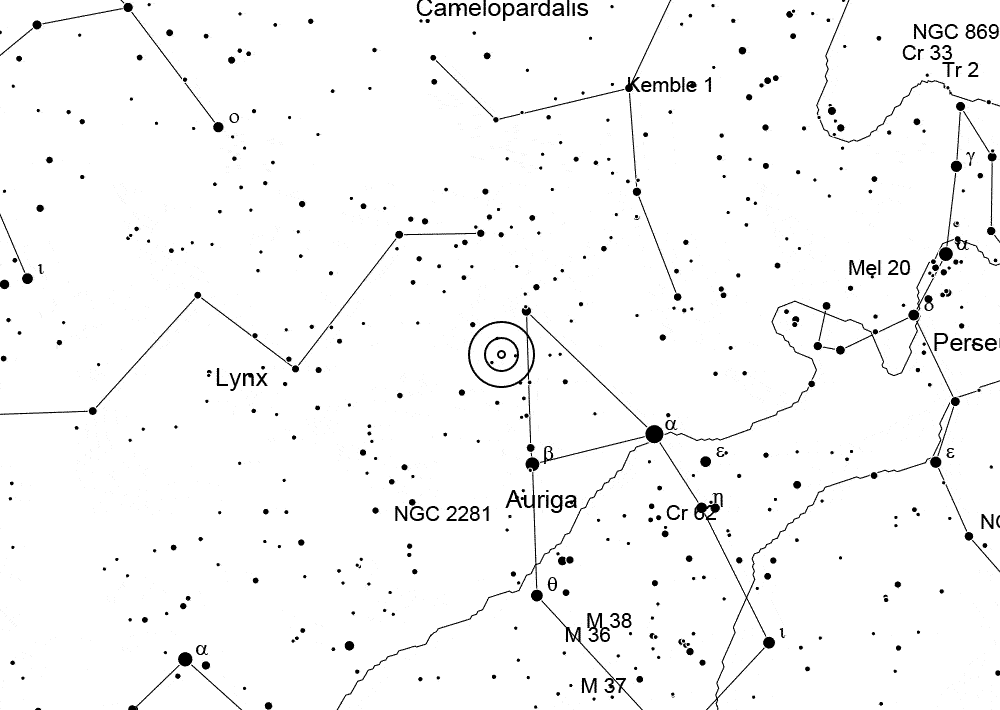 Camelopardalis
NGC 869
Cr 33
Tr 2
Kemble 1
ο
γ
α
ι
Mel 20
δ
Perse
Lynx
α
β
ε
ε
Auriga
η
NGC 2281
Cr 62
NG
θ
M 38
M 36
ι
α
M 37